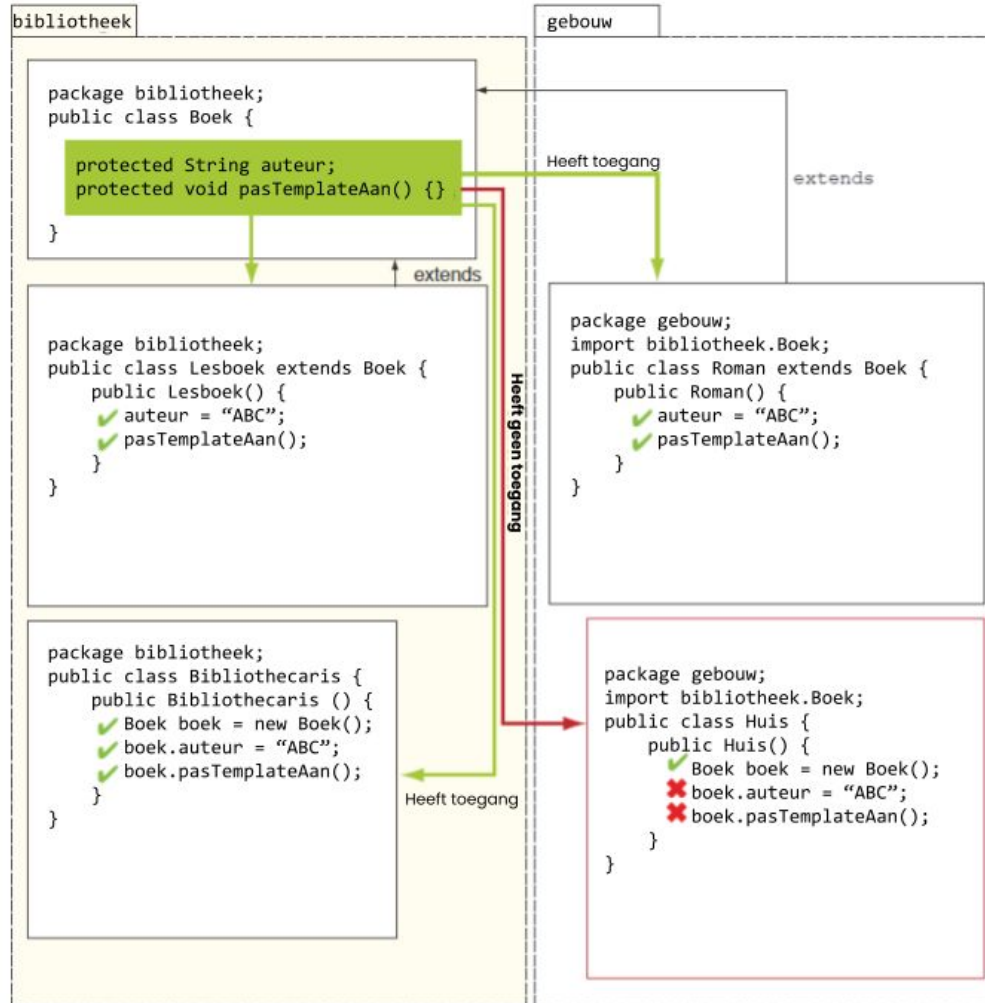 bibliotheek
package bibliotheek;
public class Boek {
protected String auteur;
protected void pasTemplateAan() {}
}
extends
package bibliotheek;
public class Lesboek extends Boek {
public Lesboek() {
auteur = “ABC”;
pasTemplateAan();
}
}
package bibliotheek;
public class Bibliothecaris {
public Bibliothecaris () {
Boek boek = new Boek();
boek.auteur = “ABC”;
boek.pasTemplateAan();
}
}
Heeft toegang
Heeft geen toegang
gebouw
Heeft toegang
extends
package gebouw;
import bibliotheek.Boek;
public class Roman extends Boek {
public Roman() {
auteur = “ABC”;
pasTemplateAan();
}
}
package gebouw;
import bibliotheek.Boek;
public class Huis {
public Huis() {
Boek boek = new Boek();
boek.auteur = “ABC”;
boek.pasTemplateAan();
}
}